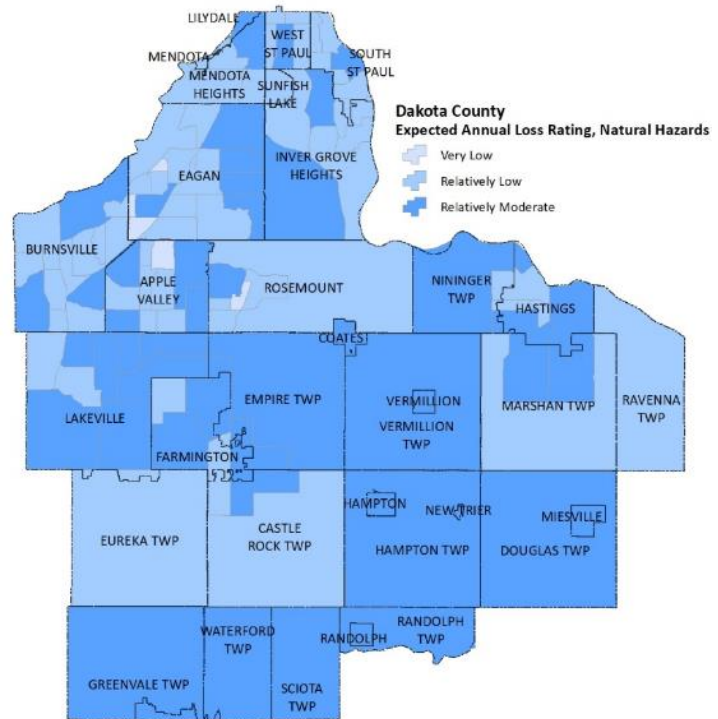 LILYDALE
WEST
ST PAUL
SOUTH
ST PAUL
MENDOTA
MENDOTA
HEIGHTS
SUNFISH
LAKE
Dakota County
Expected Annual Loss Rating, Natural Hazards
Very Low
Relatively Low
Relatively Moderate
EAGAN
INVER GROVE
HEIGHTS
BURNSVILLE
APPLE
VALLEY
ROSEMOUNT
NININGER
TWP
HASTINGS
COATES
LAKEVILLE
EMPIRE TWP
VERMILLION
VERMILLION
TWP
MARSHAN TWP
RAVENNA
TWP
FARMINGTON
EUREKA TWP
CASTLE
ROCK TWP
HAMPTON
NEW TRIER
HAMPTON TWP
MIESVILLE
DOUGLAS TWP
WATERFORD
TWP
RANDOLPH
RANDOLPH
TWP
GREENVALE TWP
SCIOTA
TWP